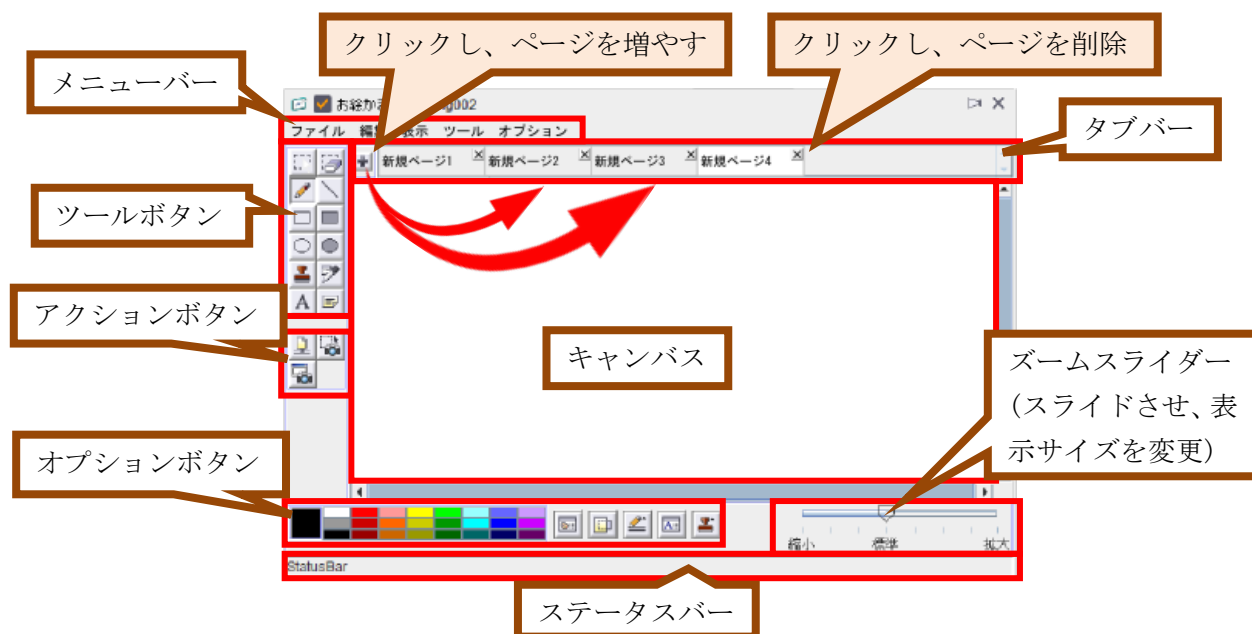 クリックし、ページを増やす
クリックし、ページを削除
メニューバー
お絵か
002
ファイル 編 表示 ツール オプション
タブバー
新規ページ1 新規ページ2 新規ページ3 新規ページ4
ツールボタン
A
アクションボタン
キャンバス
ズームスライダー
(スライドさせ、表
示サイズを変更)
オプションボタン
縮小 標準 拡大
StatusBar
ステータスバー